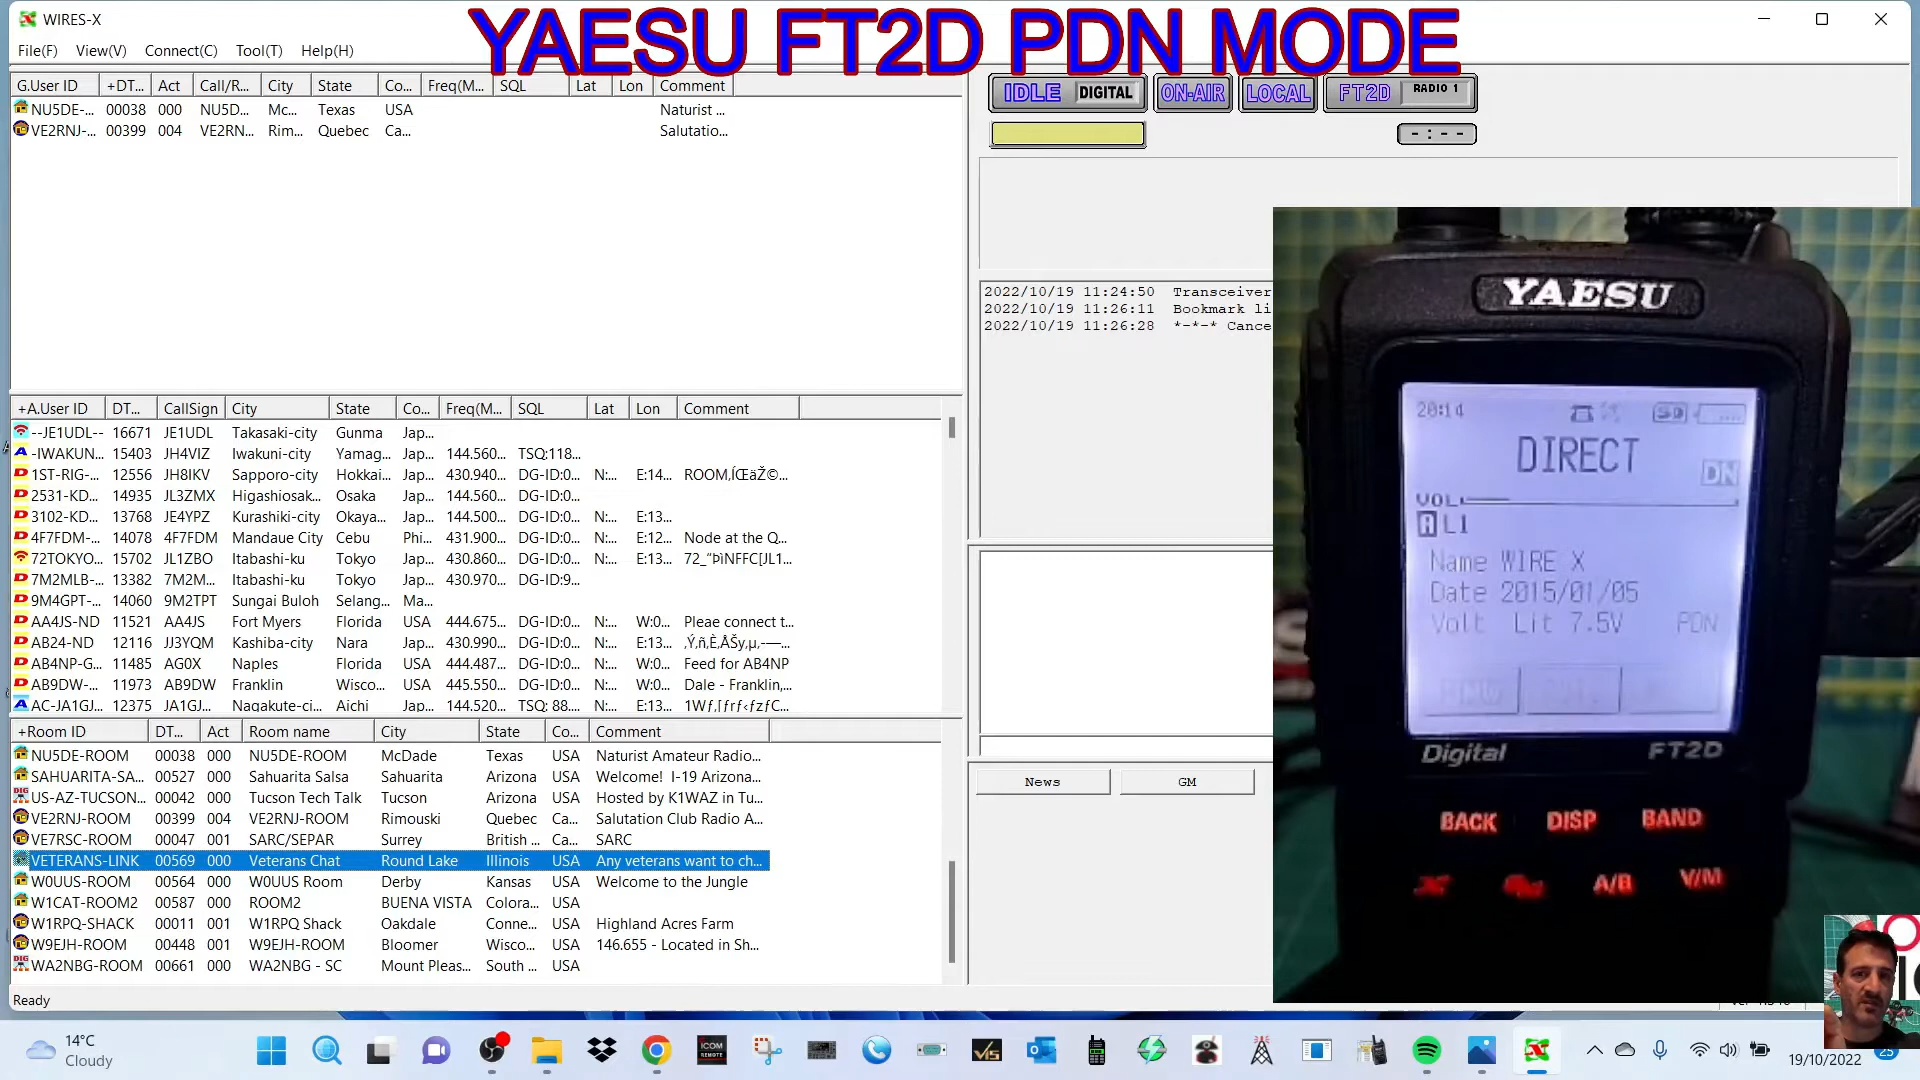 WIRES-X
YAESU FT2D PDN MODE
File(F) View(V) Connect(C) Tool(T) Help(H)
G.User ID +DT... Act Call/R... City State Co... Freq(M... SQL Lat Lon Comment
NU5DE-... 00038 000 NU5D... Mc... Texas USA Naturist ...
VE2RNJ-... 00399 004 VE2RN... Rim... Quebec Ca... Salutatio...
IDLE DIGITAL ON-AIR LOCAL FT2D RADIO 1
- : - -
2022/10/19 11:24:50 Transceiver
2022/10/19 11:26:11 Bookmark li
2022/10/19 11:26:28 *-*-* Cance
+A.User ID DT... CallSign City State Co... Freq(M... SQL Lat Lon Comment
--JE1UDL-- 16671 JE1UDL Takasaki-city Gunma Jap...
-IWAKUN... 15403 JH4VIZ Iwakuni-city Yamag... Jap... 144.560... TSQ:118...
1ST-RIG-... 12556 JH8IKV Sapporo-city Hokkai... Jap... 430.940... DG-ID:0... N:... E:14...
2531-KD... 14935 JL3ZMX Higashiosak... Osaka Jap... 144.560... DG-ID:0...
3102-KD... 13768 JE4YPZ Kurashiki-city Okaya... Jap... 144.500... DG-ID:0... N:... E:13...
4F7FDM-... 14078 4F7FDM Mandaue City Cebu Phi... 431.900... DG-ID:0... N:... E:12... Node at the Q...
72TOKYO... 15702 JL1ZBO Itabashi-ku Tokyo Jap... 430.860... DG-ID:0... N:... E:13...
7M2MLB-... 13382 7M2M... Itabashi-ku Tokyo Jap... 430.970... DG-ID:9...
9M4GPT-... 14060 9M2TPT Sungai Buloh Selang... Ma...
AA4JS-ND 11521 AA4JS Fort Myers Florida USA 444.675... DG-ID:0... N:... W:0... Pleae connect t...
AB24-ND 12116 JJ3YQM Kashiba-city Nara Jap... 430.990... DG-ID:0... N:... E:13...
AB4NP-G... 11485 AG0X Naples Florida USA 444.487... DG-ID:0... N:... W:0... Feed for AB4NP
AB9DW-... 11973 AB9DW Franklin Wisco... USA 445.550... DG-ID:0... N:... W:0... Dale - Franklin,...
AC-JA1GJ... 12375 JA1GJ... Nagakute-ci... Aichi Jap... 144.520... TSQ: 88... N:... E:13...
+Room ID DT... Act Room name City State Co... Comment
NU5DE-ROOM 00038 000 NU5DE-ROOM McDade Texas USA Naturist Amateur Radio...
SAHUARITA-SA... 00527 000 Sahuarita Salsa Sahuarita Arizona USA Welcome! I-19 Arizona...
US-AZ-TUCSON... 00042 000 Tucson Tech Talk Tucson Arizona USA Hosted by K1WAZ in Tu...
VE2RNJ-ROOM 00399 004 VE2RNJ-ROOM Rimouski Quebec Ca... Salutation Club Radio A...
VE7RSC-ROOM 00047 001 SARC/SEPAR Surrey British ... Ca... SARC
VETERANS-LINK 00569 000 Veterans Chat Round Lake Illinois USA Any veterans want to ch...
W0UUS-ROOM 00564 000 W0UUS Room Derby Kansas USA Welcome to the Jungle
W1CAT-ROOM2 00587 000 ROOM2 BUENA VISTA Colora... USA
W1RPQ-SHACK 00011 001 W1RPQ Shack Oakdale Conne... USA Highland Acres Farm
W9EJH-ROOM 00448 001 W9EJH-ROOM Bloomer Wisco... USA 146.655 - Located in Sh...
WA2NBG-ROOM 00661 000 WA2NBG - SC Mount Pleas... South ... USA
News GM
Ready
YAESU
20:14 SD
DIRECT
DN
VOL
A L1
Name WIRE X
Date 2015/01/05
Volt Lit 7.5V PDN
Digital FT2D
BACK DISP BAND
X A/B V/M
14°C
Cloudy
ICOM
REMOTE
19/10/2022
25